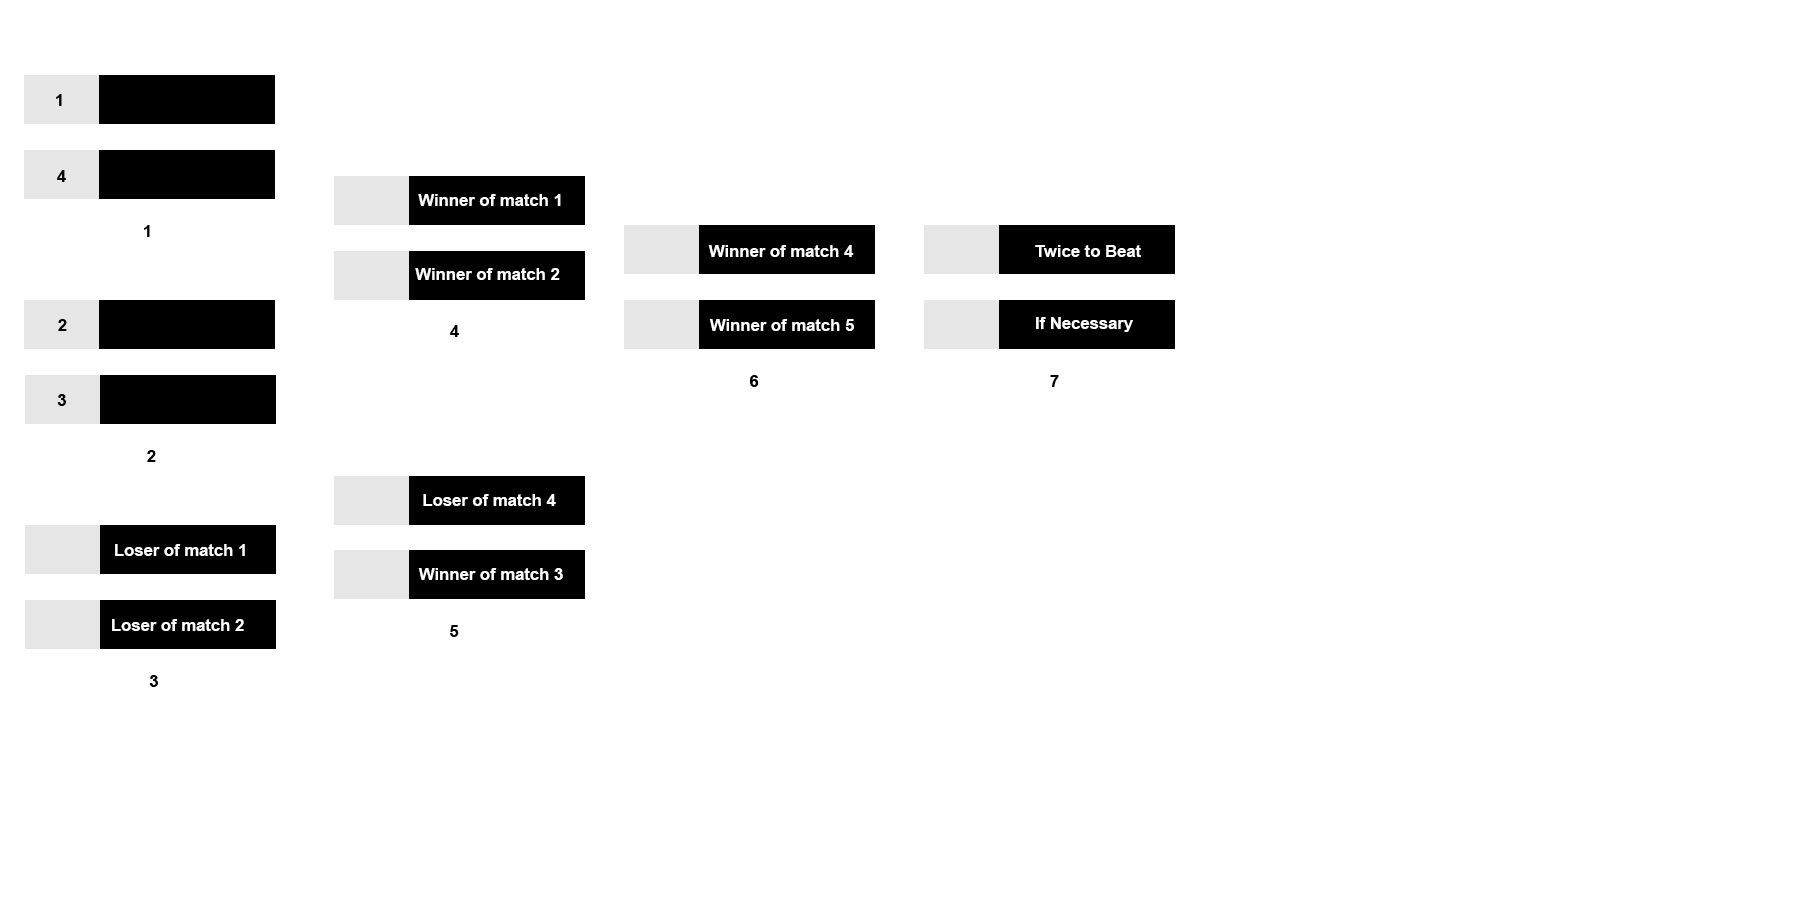 1
4
1
2
3
2
Loser of match 1
Loser of match 2
3
Winner of match 1
Winner of match 2
4
Loser of match 4
Winner of match 3
5
Winner of match 4
Winner of match 5
6
Twice to Beat
If Necessary
7